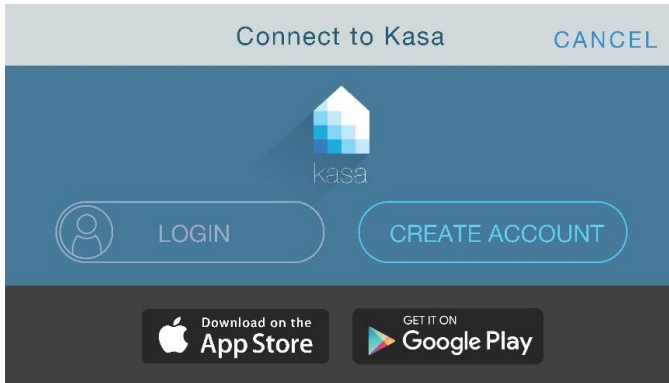 Connect to Kasa
CANCEL
kasa
LOGIN
CREATE ACCOUNT
Download on the
App Store
GET IT ON
Google Play